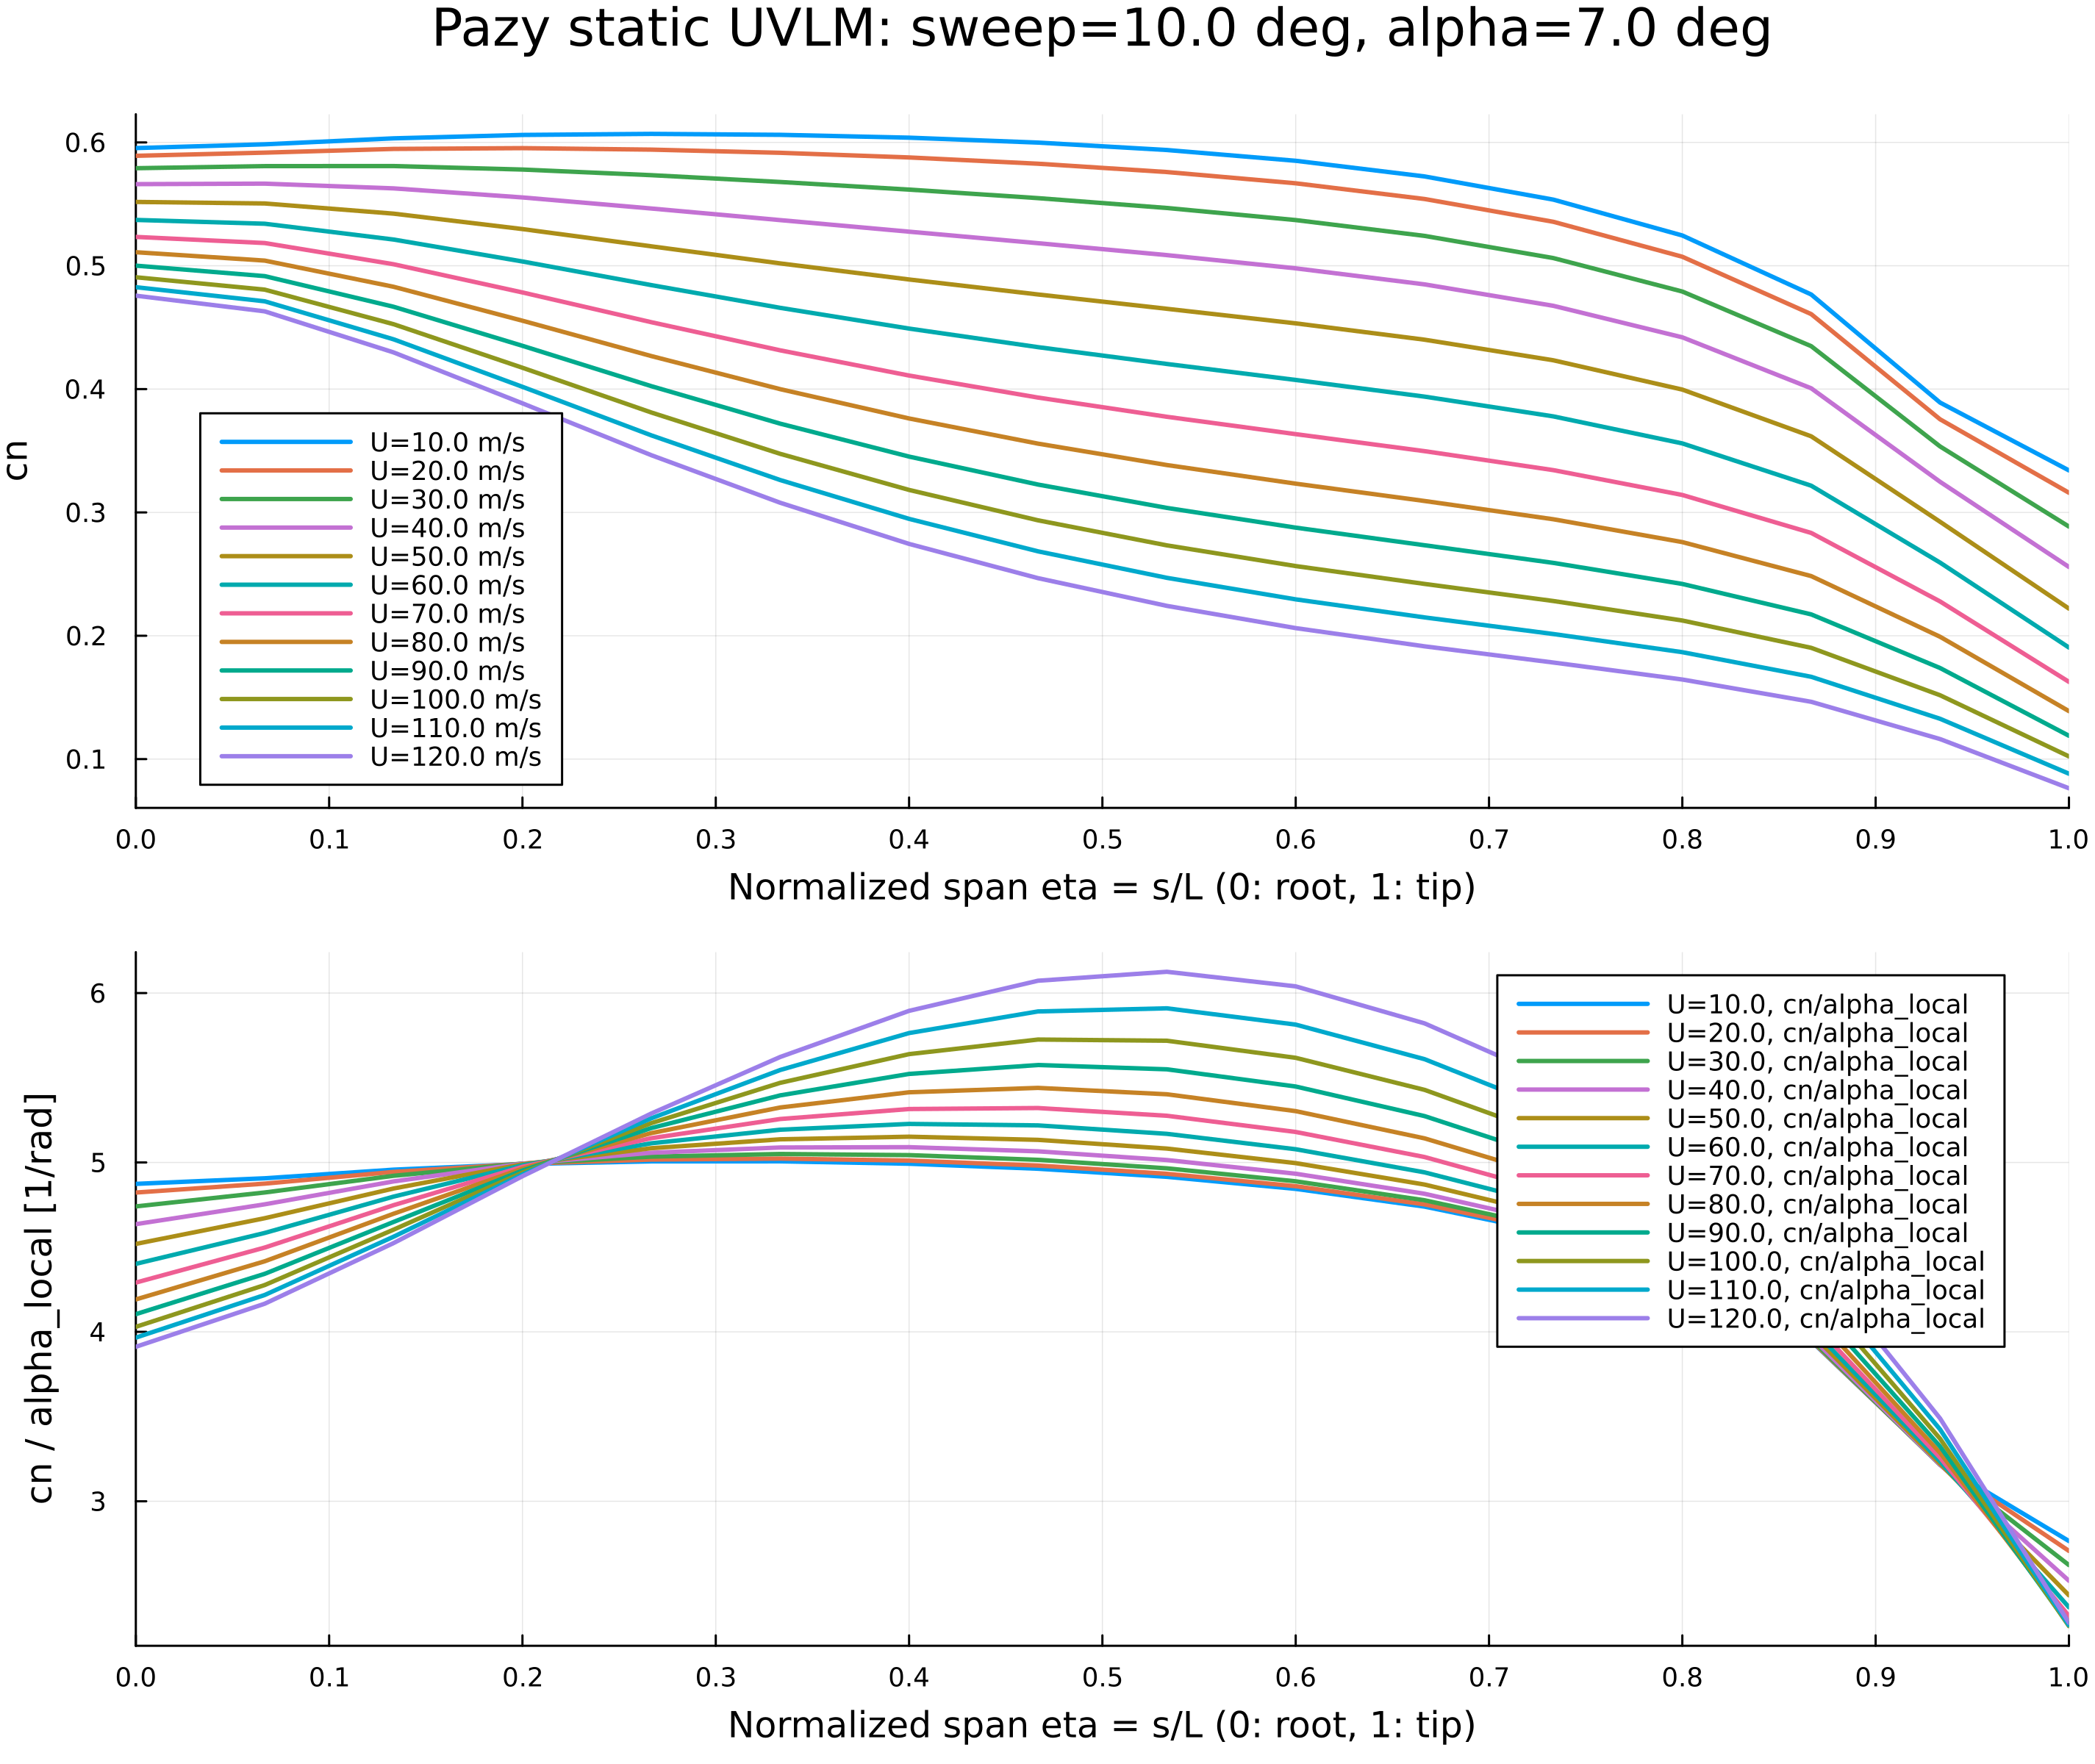 Pazy static UVLM: sweep=10.0 deg, alpha=7.0 deg
cn
0.6
0.5
0.4
0.3
0.2
0.1
U=10.0 m/s
U=20.0 m/s
U=30.0 m/s
U=40.0 m/s
U=50.0 m/s
U=60.0 m/s
U=70.0 m/s
U=80.0 m/s
U=90.0 m/s
U=100.0 m/s
U=110.0 m/s
U=120.0 m/s
0.0 0.1 0.2 0.3 0.4 0.5 0.6 0.7 0.8 0.9 1.0
Normalized span eta = s/L (0: root, 1: tip)
cn / alpha_local [1/rad]
6
5
4
3
U=10.0, cn/alpha_local
U=20.0, cn/alpha_local
U=30.0, cn/alpha_local
U=40.0, cn/alpha_local
U=50.0, cn/alpha_local
U=60.0, cn/alpha_local
U=70.0, cn/alpha_local
U=80.0, cn/alpha_local
U=90.0, cn/alpha_local
U=100.0, cn/alpha_local
U=110.0, cn/alpha_local
U=120.0, cn/alpha_local
0.0 0.1 0.2 0.3 0.4 0.5 0.6 0.7 0.8 0.9 1.0
Normalized span eta = s/L (0: root, 1: tip)